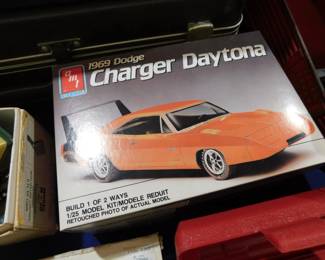 amt
1969 Dodge
Charger Daytona
BUILD 1 OF 2 WAYS
1/25 MODEL KIT/MODELE REDUIT
RETOUCHED PHOTO OF ACTUAL MODEL